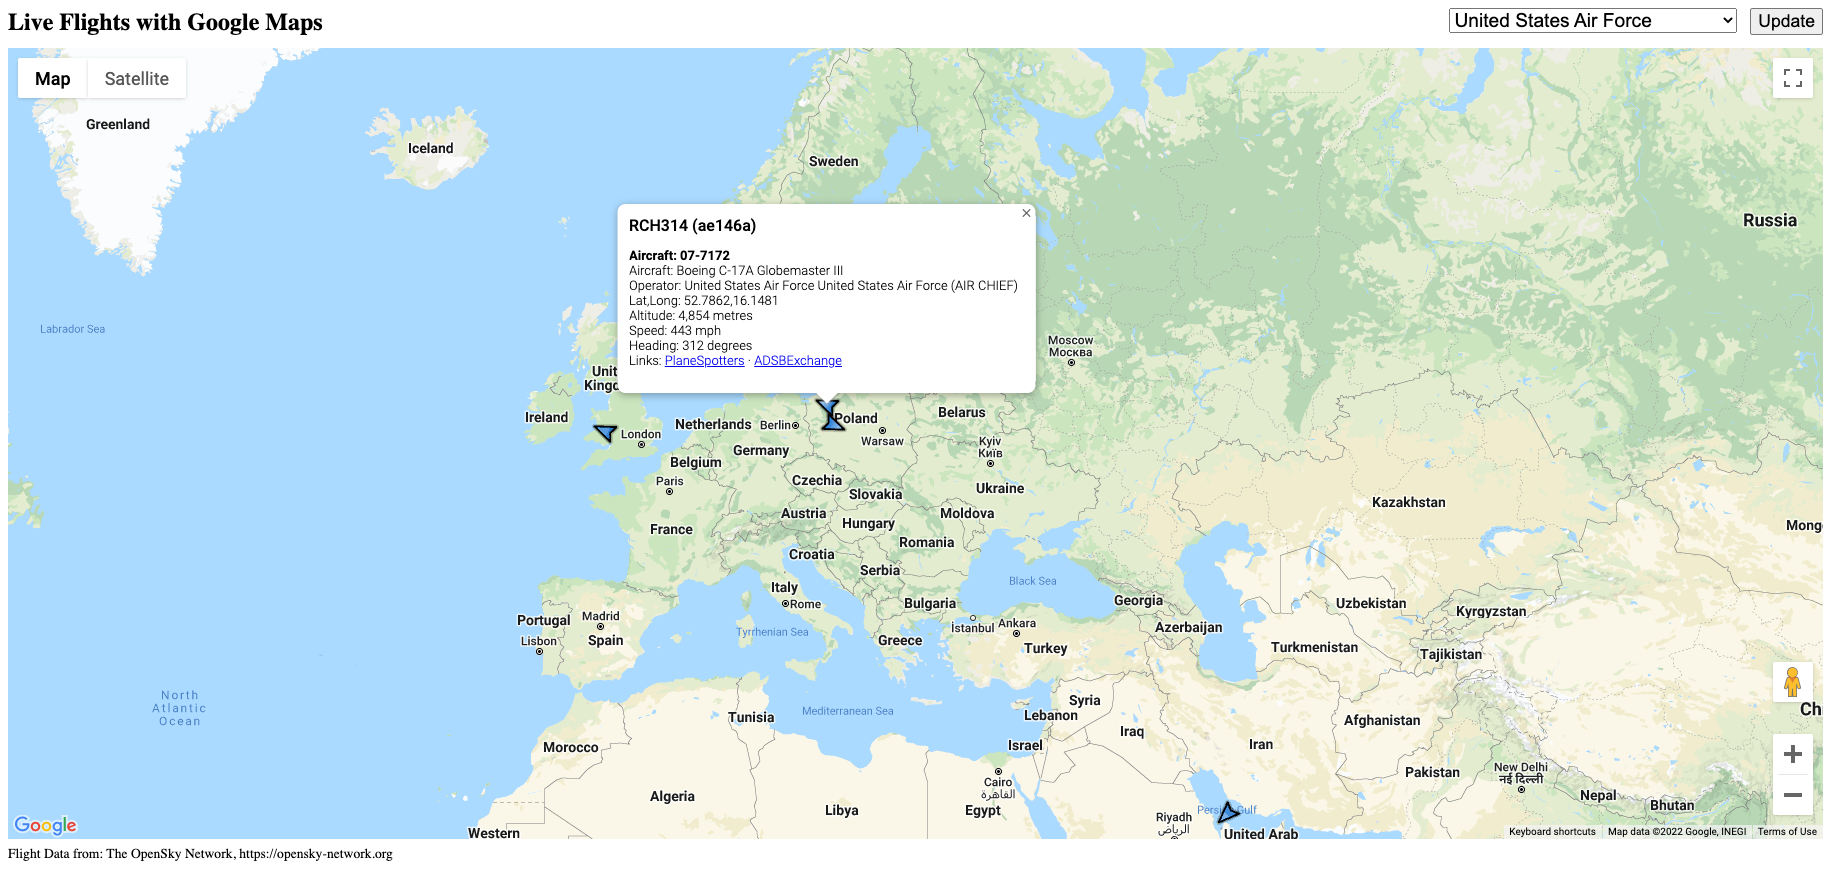 Live Flights with Google Maps
United States Air Force
Update
Map
Satellite
Greenland
Iceland
Sweden
Russia
RCH314 (ae146a)
Aircraft: 07-7172
Aircraft: Boeing C-17A Globemaster III
Operator: United States Air Force United States Air Force (AIR CHIEF)
Lat,Long: 52.7862,16.1481
Altitude: 4,854 metres
Speed: 443 mph
Heading: 312 degrees
Links: PlaneSpotters · ADSBExchange
Labrador Sea
Moscow
Москва
Unit
Kingd
Ireland
London
Netherlands
Berlin
Poland
Warsaw
Belarus
Germany
Belgium
Kyiv
Київ
Paris
Czechia
Slovakia
Ukraine
Kazakhstan
Austria
Hungary
Moldova
France
Mong
Romania
Croatia
Serbia
Black Sea
Italy
Rome
Bulgaria
Georgia
Uzbekistan
Kyrgyzstan
Portugal
Madrid
Spain
Lisbon
Tyrrhenian Sea
Greece
İstanbul
Ankara
Turkey
Azerbaijan
Turkmenistan
Tajikistan
North
Atlantic
Ocean
Mediterranean Sea
Tunisia
Syria
Lebanon
Iraq
Afghanistan
Ch
Morocco
Israel
Iran
Cairo
القاهرة
Pakistan
New Delhi
नई दिल्ली
Algeria
Libya
Egypt
Nepal
Bhutan
Persian Gulf
Riyadh
الرياض
Western
United Arab
Google
Keyboard shortcuts
Map data ©2022 Google, INEGI
Terms of Use
Flight Data from: The OpenSky Network, https://opensky-network.org